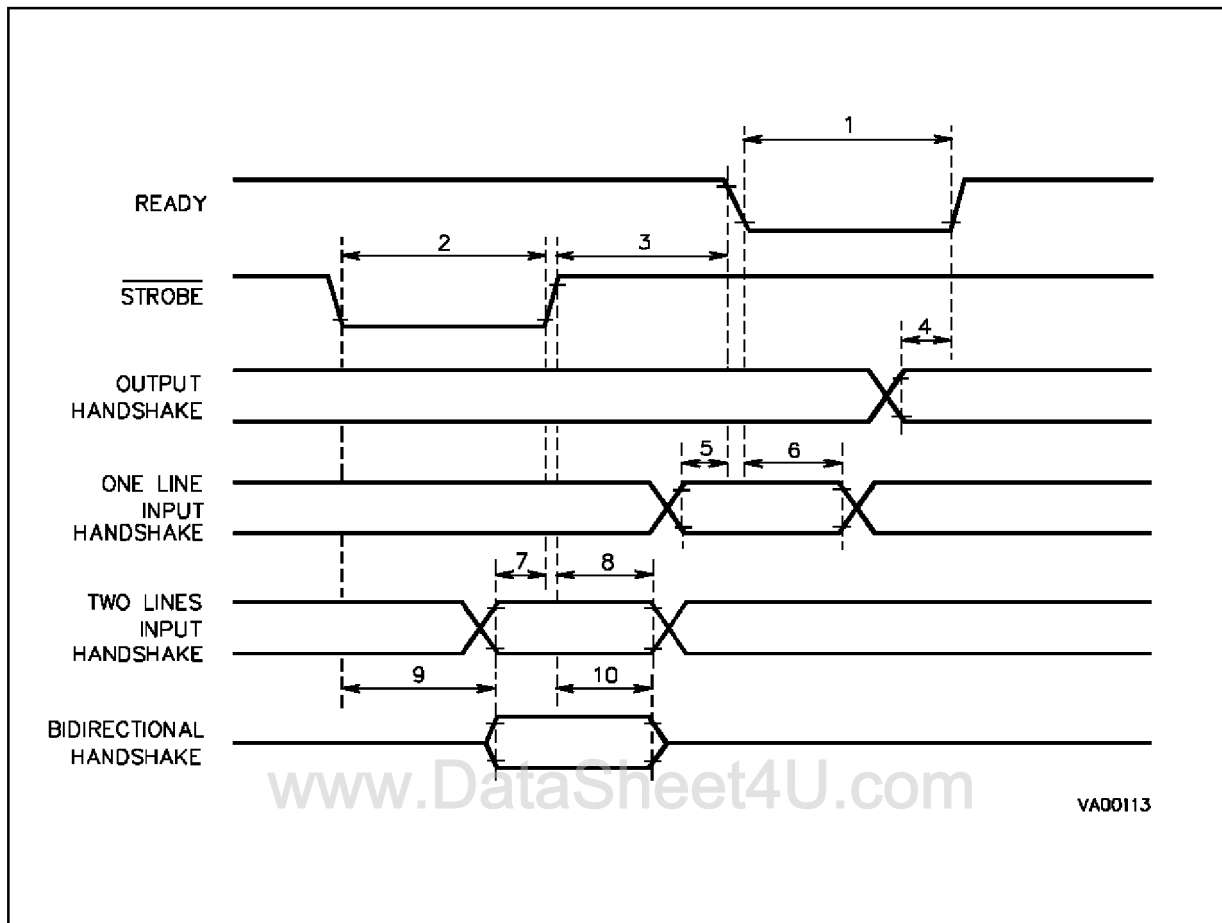 1
READY
2
3
STROBE
4
OUTPUT
HANDSHAKE
5
6
ONE LINE
INPUT
HANDSHAKE
7
8
TWO LINES
INPUT
HANDSHAKE
9
10
BIDIRECTIONAL
HANDSHAKE
www.DataSheet4U.com
VA00113